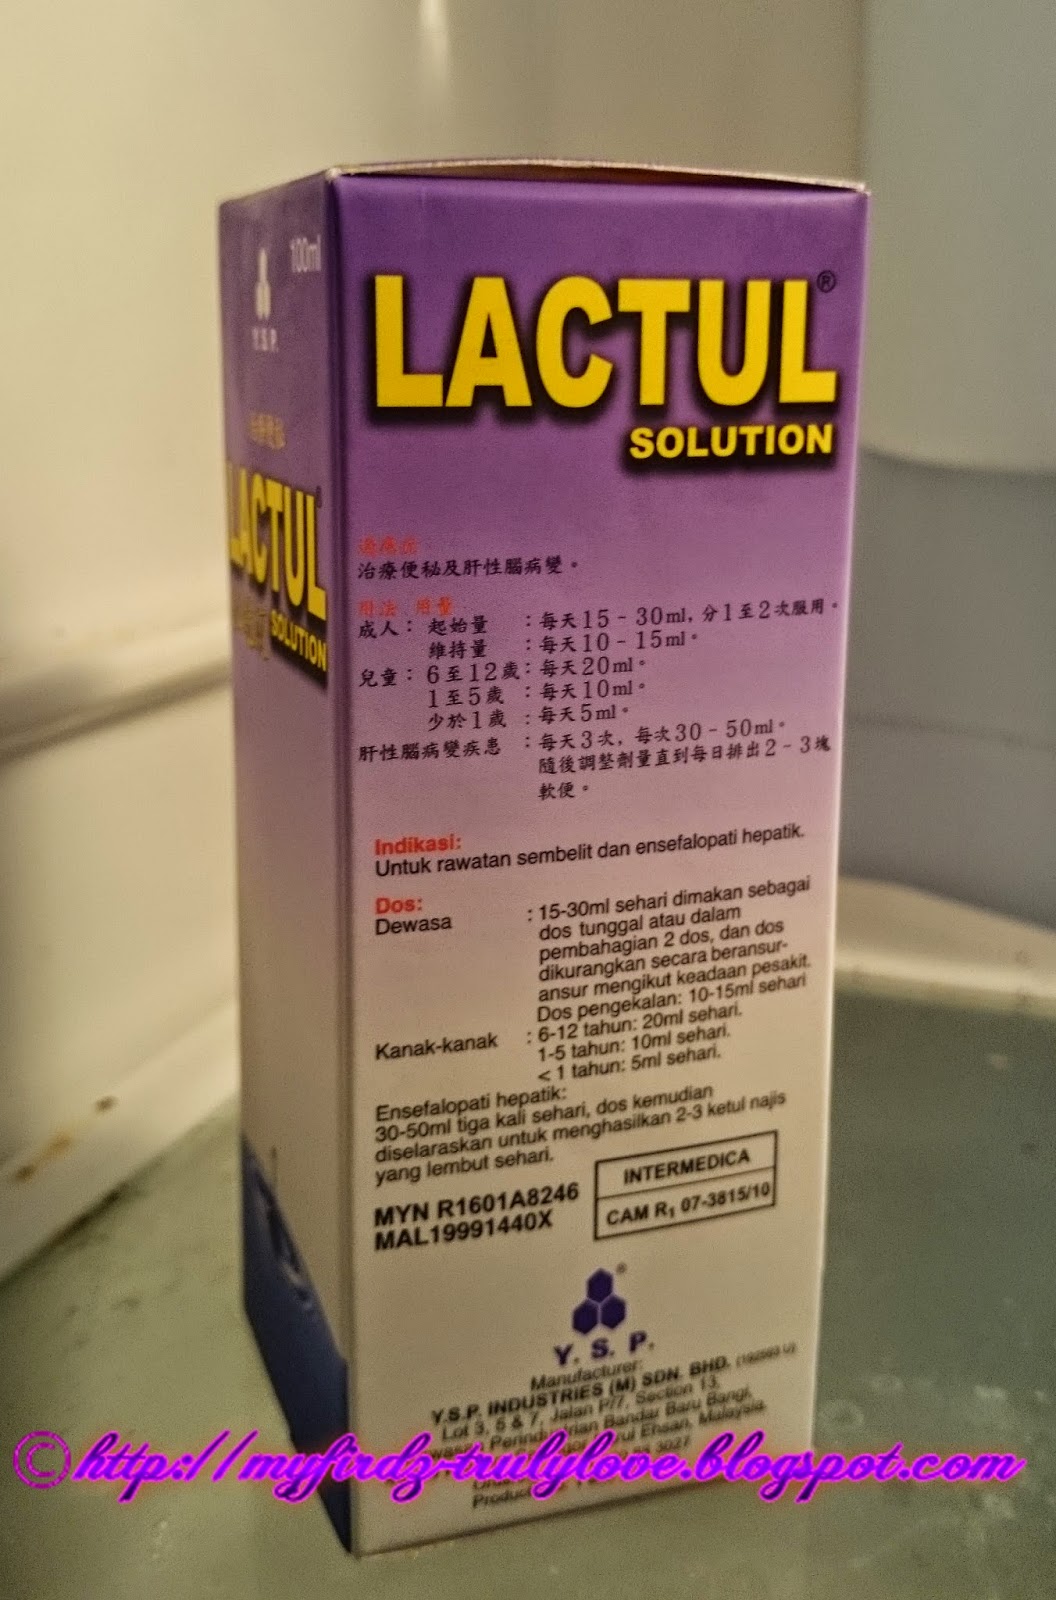 100ml
Y. S. P.
LACTUL
SOLUTION
LACTUL®
SOLUTION
適應症
治療便秘及肝性腦病變。
用法 用量
成人： 起始量 ：每天15 - 30ml, 分1至2次服用。
維持量 ：每天10 - 15ml。
兒童： 6至12歲：每天20ml。
1至5歲 ：每天10ml。
少於1歲 ：每天5ml。
肝性腦病變疾患 ：每天3次, 每次30 - 50ml。
隨後調整劑量直到每日排出2 - 3塊
軟便。
Indikasi:
Untuk rawatan sembelit dan ensefalopati hepatik.
Dos:
Dewasa : 15-30ml sehari dimakan sebagai
dos tunggal atau dalam
pembahagian 2 dos, dan dos
dikurangkan secara beransur-
ansur mengikut keadaan pesakit.
Dos pengekalan: 10-15ml sehari
Kanak-kanak : 6-12 tahun: 20ml sehari.
1-5 tahun: 10ml sehari.
< 1 tahun: 5ml sehari.
Ensefalopati hepatik:
30-50ml tiga kali sehari, dos kemudian
diselaraskan untuk menghasilkan 2-3 ketul najis
yang lembut sehari.
MYN R1601A8246
MAL19991440X
INTERMEDICA
CAM R₁ 07-3815/10
Y. S. P.
Manufacturer:
Y.S.P. INDUSTRIES (M) SDN. BHD.
Lot 3, 5 & 7, Jalan P/7, Section 13,
Perindustrian Bandar Baru Bangi,
Ehsan, Malaysia.
3027
© http://myfirdz-trulylove.blogspot.com
Product